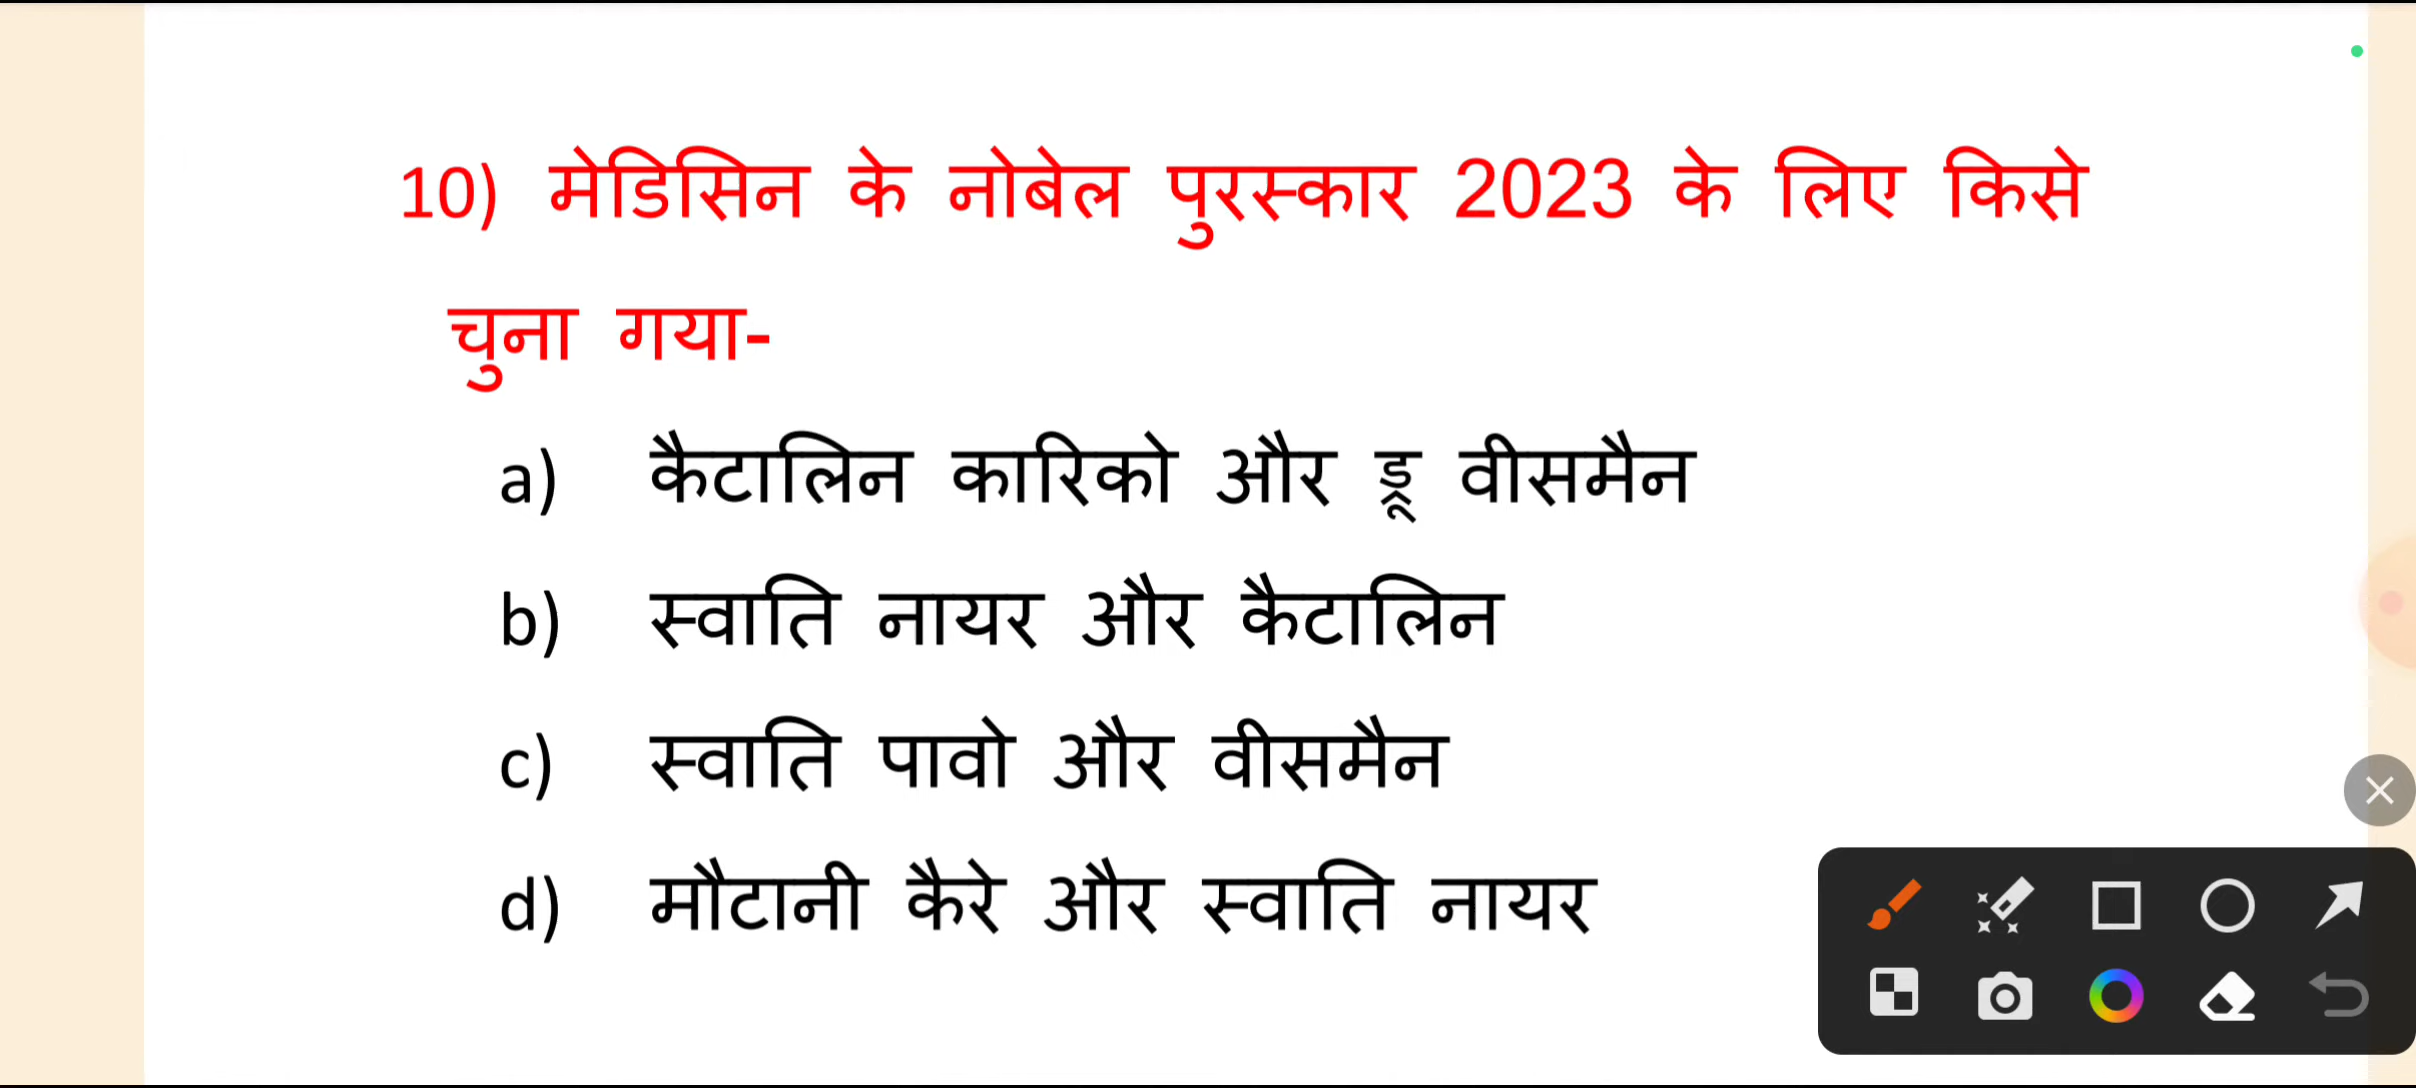 10) मेडिसिन के नोबेल पुरस्कार 2023 के लिए किसे
चुना गया-
a) कैटालिन कारिको और ड्रू वीसमैन
b) स्वाति नायर और कैटालिन
c) स्वाति पावो और वीसमैन
d) मौटानी कैरे और स्वाति नायर